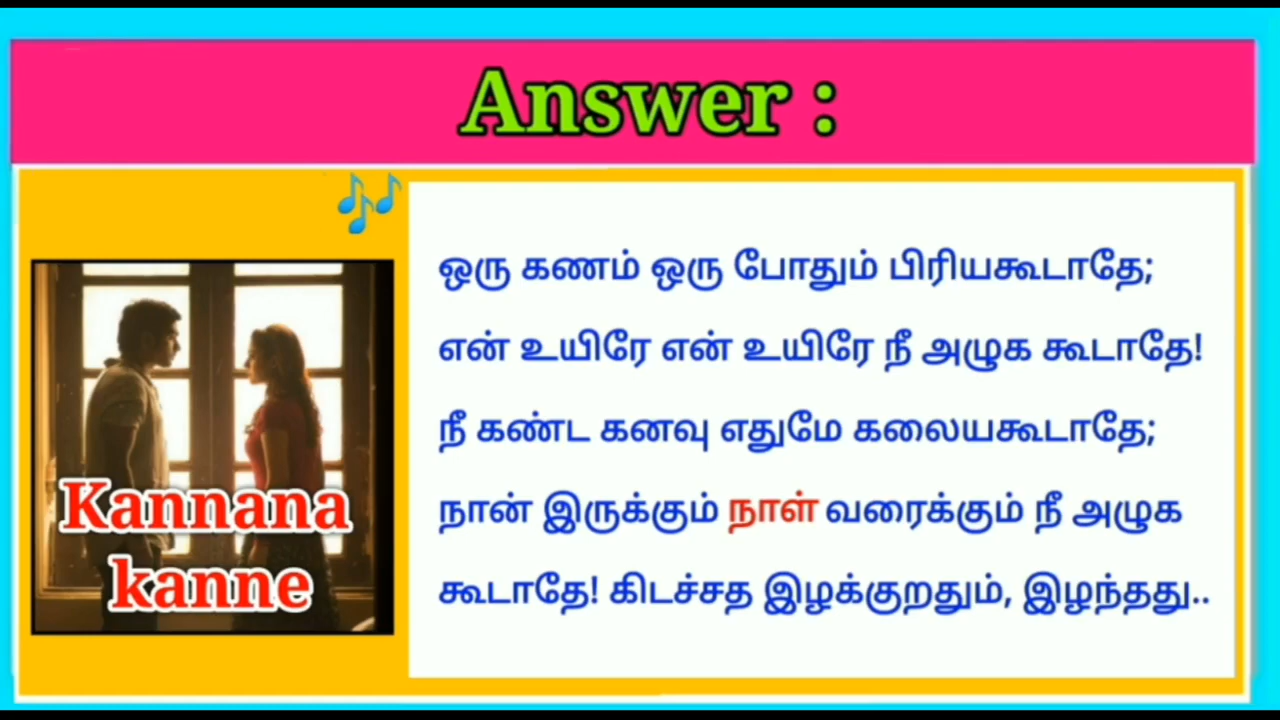 Answer :
ஒரு கணம் ஒரு போதும் பிரியகூடாதே;
என் உயிரே என் உயிரே நீ அழுக கூடாதே!
நீ கண்ட கனவு எதுமே கலையகூடாதே;
நான் இருக்கும் நாள் வரைக்கும் நீ அழுக
கூடாதே! கிடச்சத இழக்குறதும், இழந்தது..
Kannana
kanne